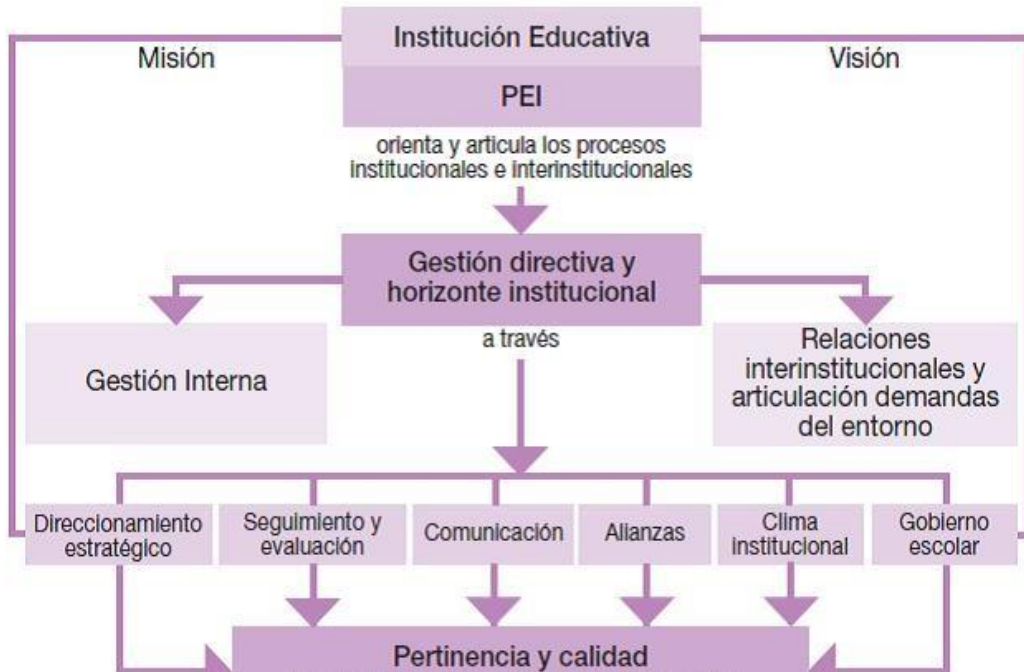 Institución Educativa
Misión
Visión
PEI
orienta y articula los procesos
institucionales e interinstitucionales
Gestión directiva y
horizonte institucional
a través
Gestión Interna
Relaciones
interinstitucionales y
articulación demandas
del entorno
Direccionamiento
estratégico
Seguimiento y
evaluación
Comunicación
Alianzas
Clima
institucional
Gobierno
escolar
Pertinencia y calidad